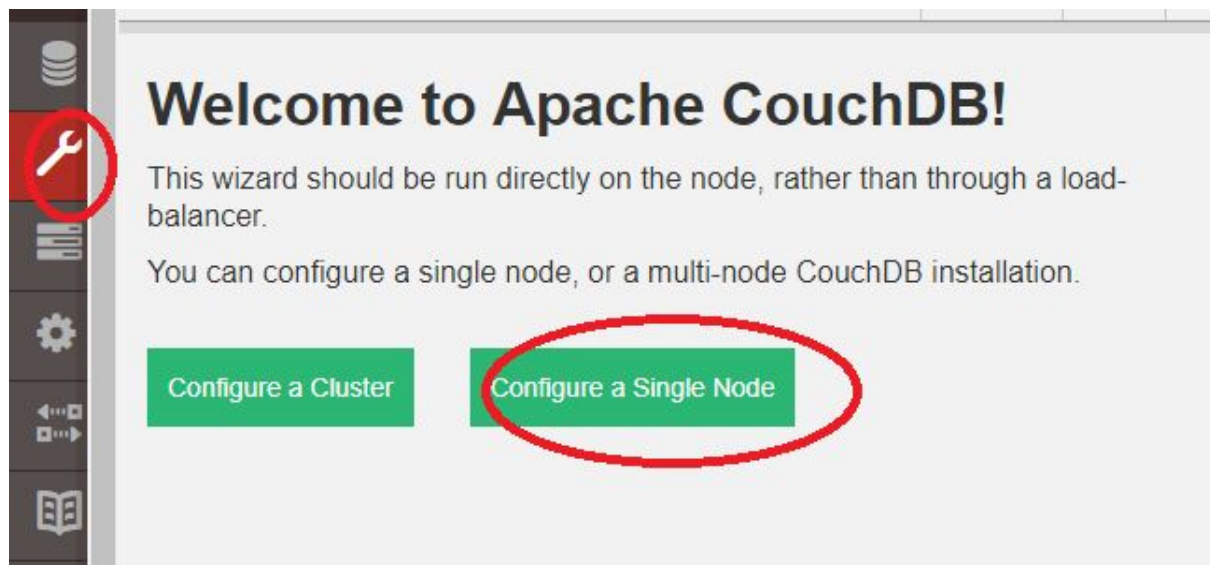 Welcome to Apache CouchDB!
This wizard should be run directly on the node, rather than through a load-
balancer.
You can configure a single node, or a multi-node CouchDB installation.
Configure a Cluster
Configure a Single Node